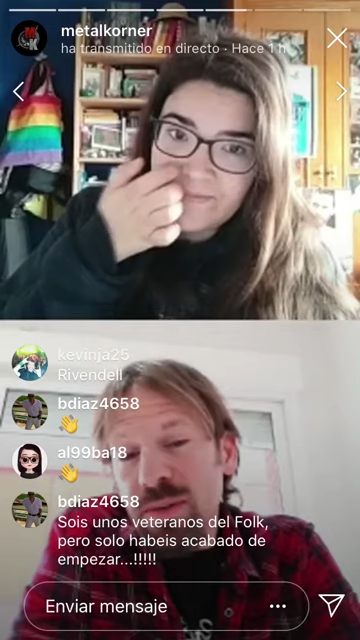 metalkorner
ha transmitido en directo · Hace 1 h
kevinja25
Rivendell
bdiaz4658
👋
al99ba18
👋
bdiaz4658
Sois unos veteranos del Folk,
pero solo habeis acabado de
empezar...!!!!!
Enviar mensaje